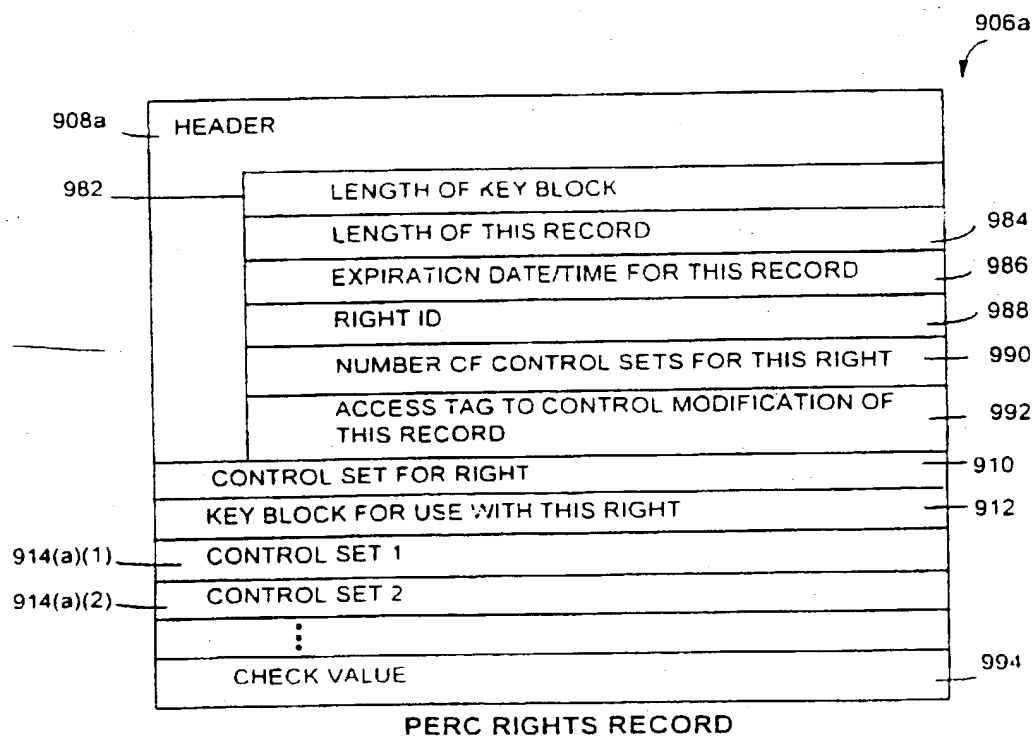 906a
908a HEADER
982 LENGTH OF KEY BLOCK
LENGTH OF THIS RECORD 984
EXPIRATION DATE/TIME FOR THIS RECORD 986
RIGHT ID 988
NUMBER OF CONTROL SETS FOR THIS RIGHT 990
ACCESS TAG TO CONTROL MODIFICATION OF 992
THIS RECORD
CONTROL SET FOR RIGHT 910
KEY BLOCK FOR USE WITH THIS RIGHT 912
914(a)(1) CONTROL SET 1
914(a)(2) CONTROL SET 2
CHECK VALUE 994
PERC RIGHTS RECORD